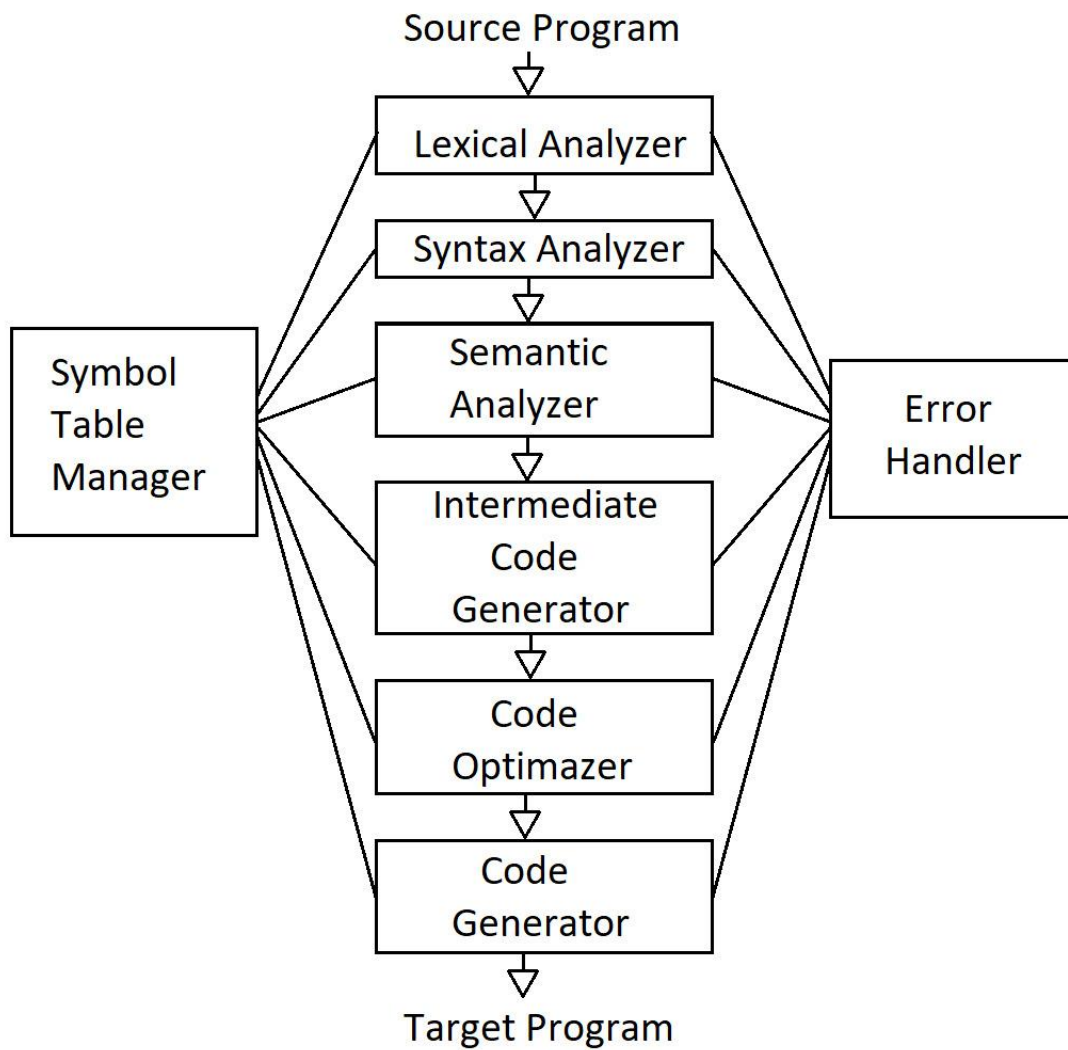 Source Program
Lexical Analyzer
Syntax Analyzer
Semantic
Analyzer
Symbol
Table
Manager
Error
Handler
Intermediate
Code
Generator
Code
Optimazer
Code
Generator
Target Program